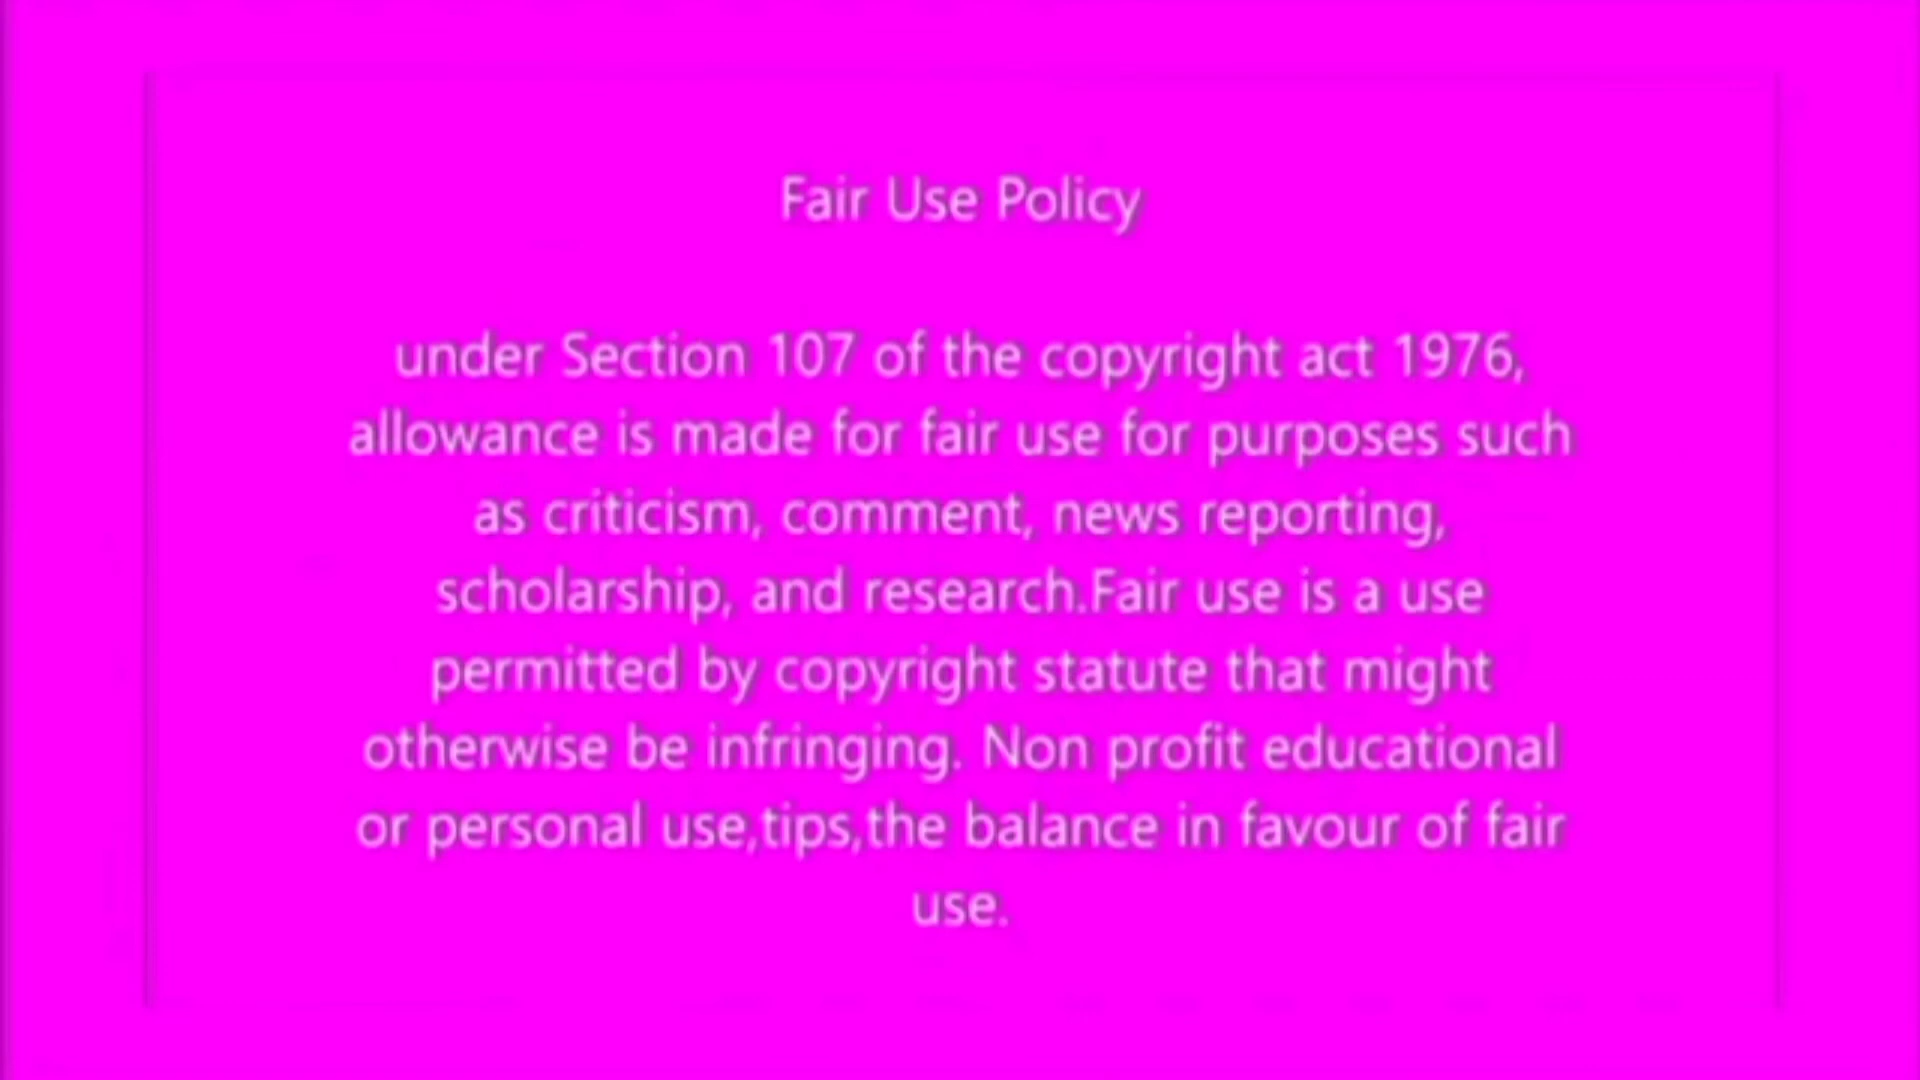 Fair Use Policy
under Section 107 of the copyright act 1976,
allowance is made for fair use for purposes such
as criticism, comment, news reporting,
scholarship, and research.Fair use is a use
permitted by copyright statute that might
otherwise be infringing. Non profit educational
or personal use,tips,the balance in favour of fair
use.